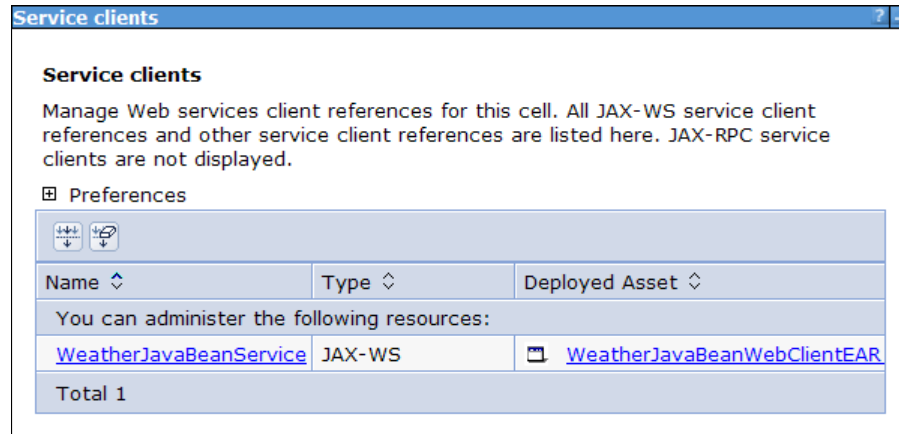 Service clients
?
Service clients
Manage Web services client references for this cell. All JAX-WS service client
references and other service client references are listed here. JAX-RPC service
clients are not displayed.
Preferences
Name Type Deployed Asset
You can administer the following resources:
WeatherJavaBeanService JAX-WS WeatherJavaBeanWebClientEAR
Total 1